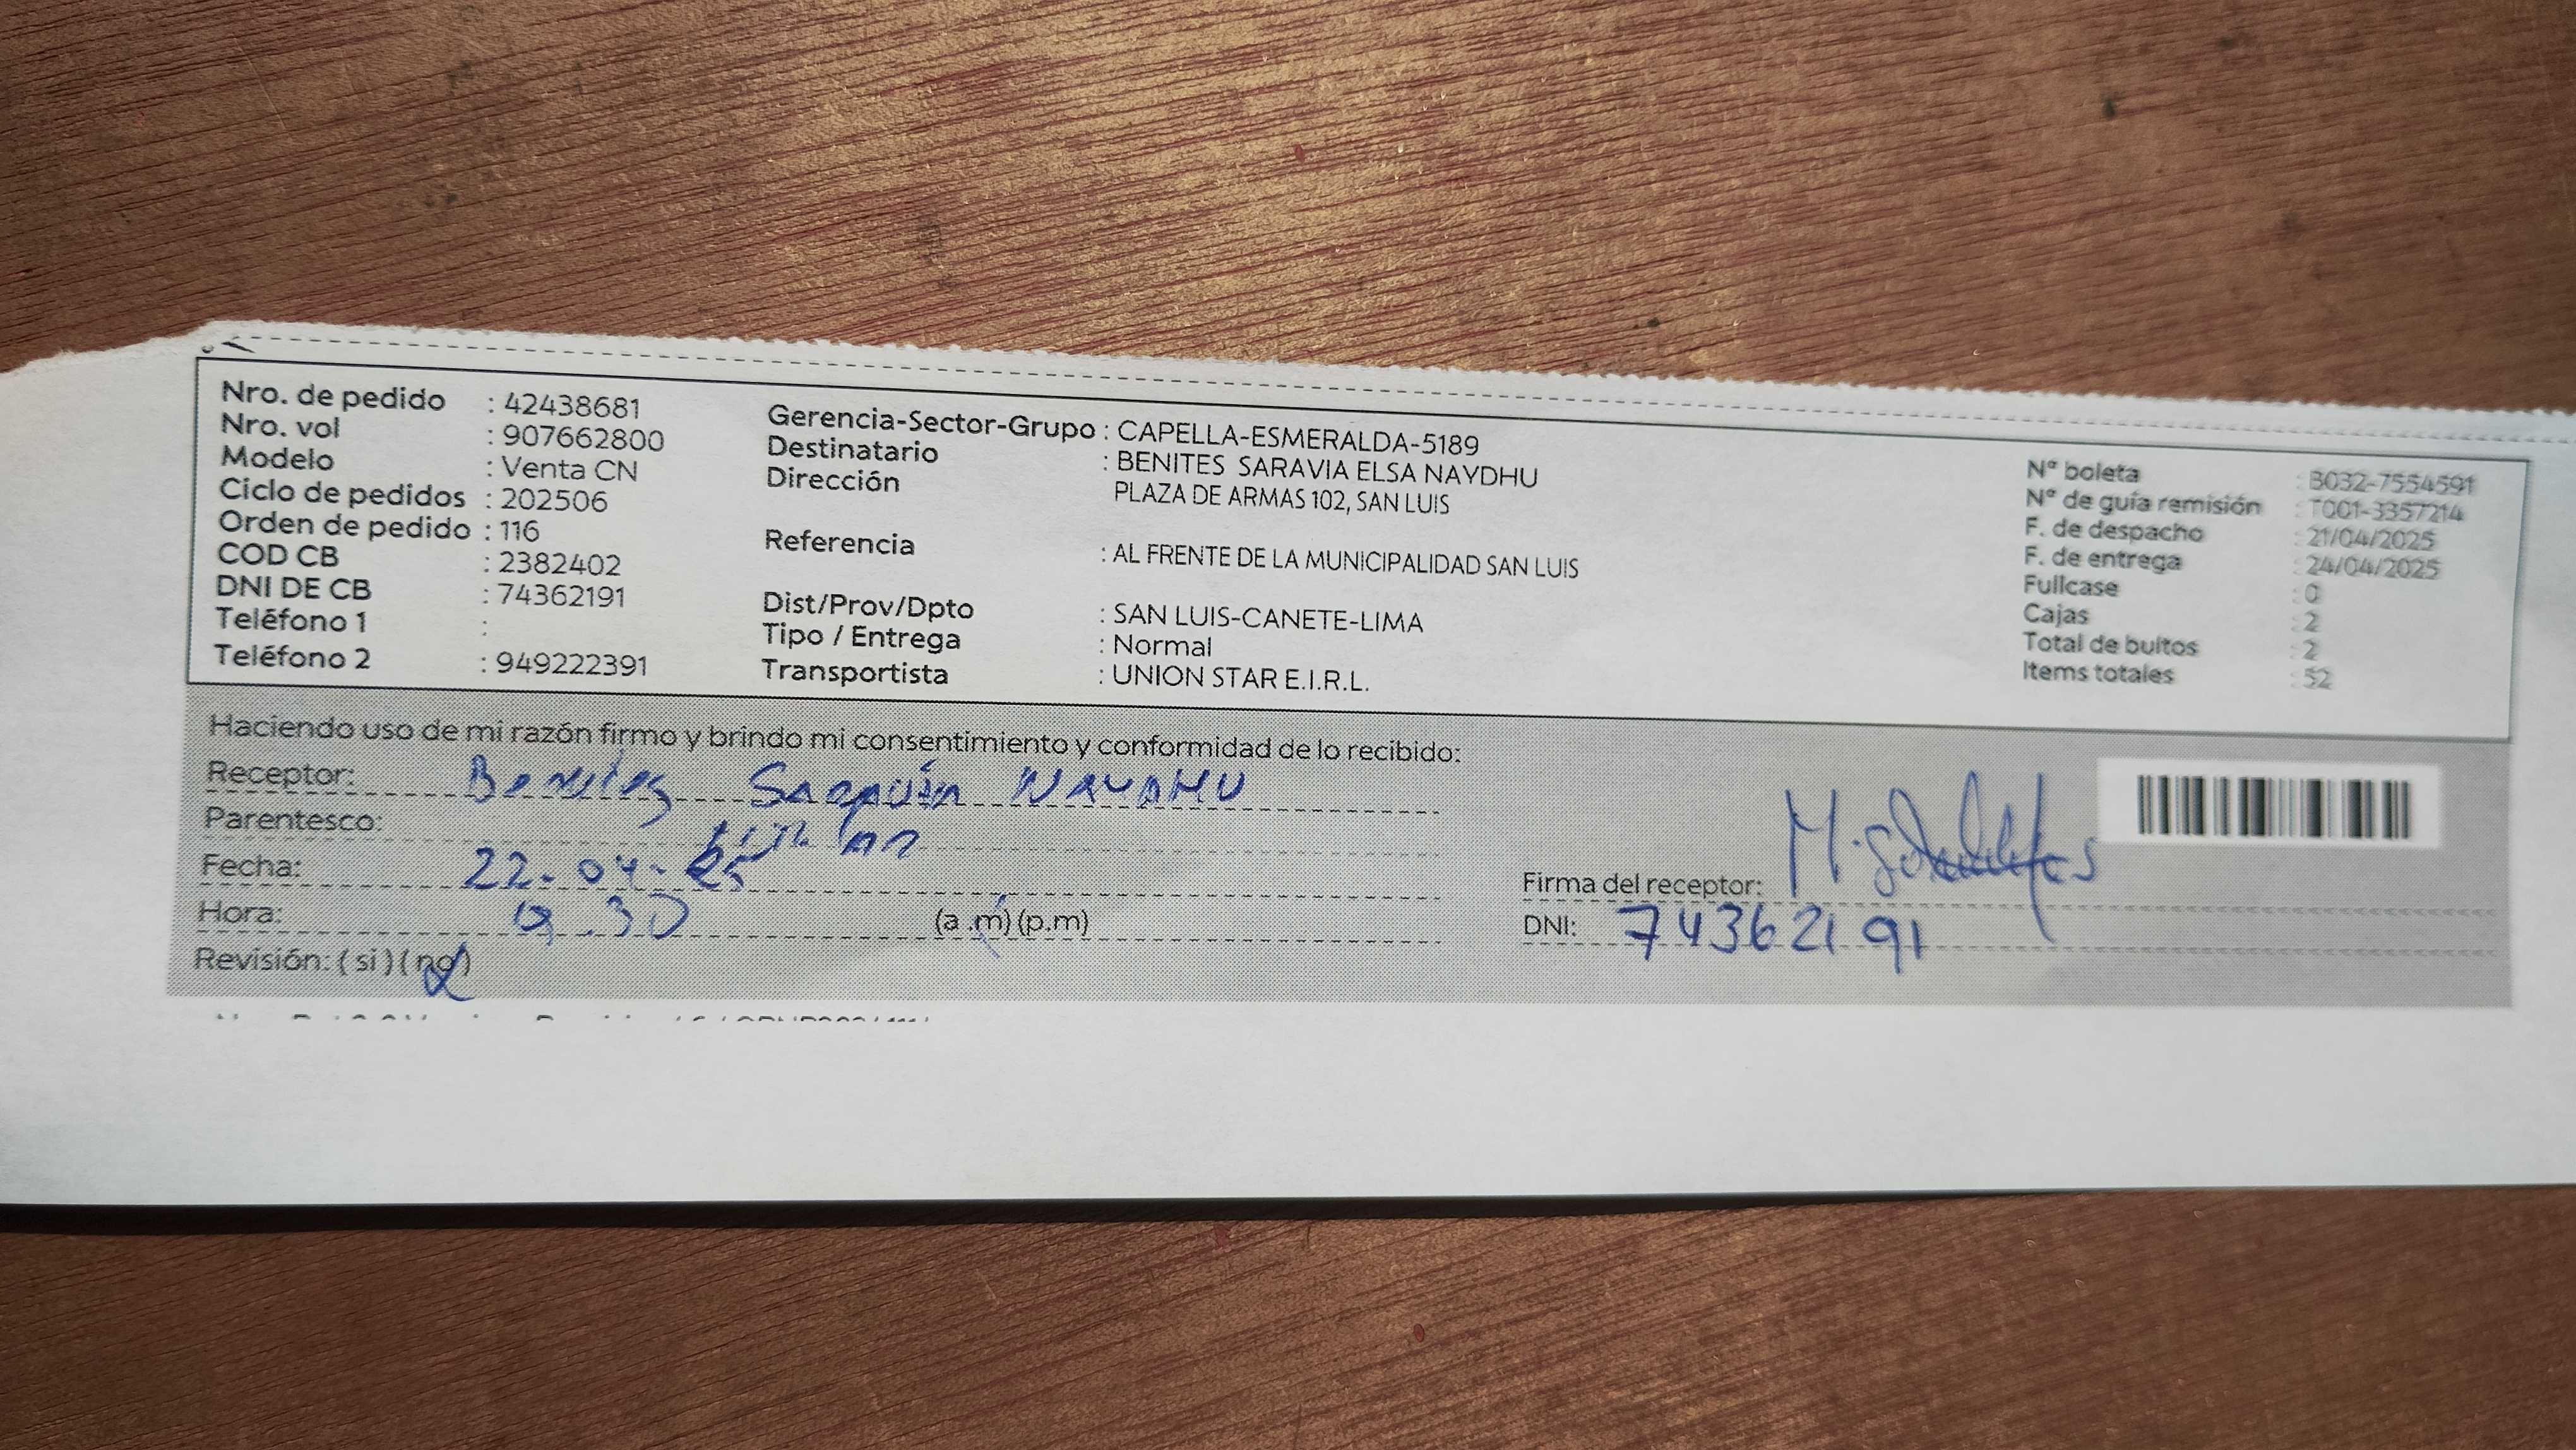 Nro. de pedido : 42438681
Nro. vol : 907662800
Modelo : Venta CN
Ciclo de pedidos : 202506
Orden de pedido : 116
COD CB : 2382402
DNI DE CB : 74362191
Teléfono 1 :
Teléfono 2 : 949222391
Gerencia-Sector-Grupo : CAPELLA-ESMERALDA-5189
Destinatario : BENITES SARAVIA ELSA NAYDHU
Dirección PLAZA DE ARMAS 102, SAN LUIS
Referencia : AL FRENTE DE LA MUNICIPALIDAD SAN LUIS
Dist/Prov/Dpto : SAN LUIS-CANETE-LIMA
Tipo / Entrega : Normal
Transportista : UNION STAR E.I.R.L.
Nº boleta : B032-7554591
Nº de guía remisión : T001-3357214
F. de despacho : 21/04/2025
F. de entrega : 24/04/2025
Fullcase : 0
Cajas : 2
Total de bultos : 2
Items totales : 52
Haciendo uso de mi razón firmo y brindo mi consentimiento y conformidad de lo recibido:
Receptor: Benites Saravia NAYDHU
Parentesco:
Fecha: 22-04-25
Hora: 30 (a.m)(p.m)
Revisión: (si)(no)
Firma del receptor:
DNI: 74362191